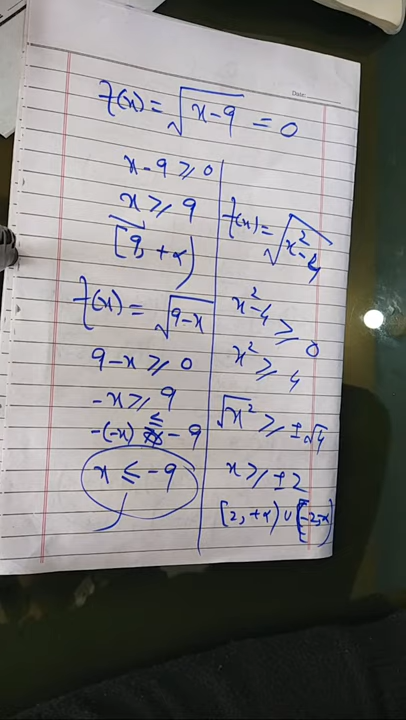 Date:
f(x) = √(x-9) = 0
x-9 ≥ 0
x ≥ 9
[9, +∝)
f(x) = √(9-x)
9-x ≥ 0
-x ≥ 9
-(-x) ≤ -9
x ≤ -9
f(x) = √(x²-4)
x²-4 ≥ 0
x² ≥ 4
√x² ≥ ±√4
x ≥ ±2
[2, +∝) ∪ [-2, ∝)